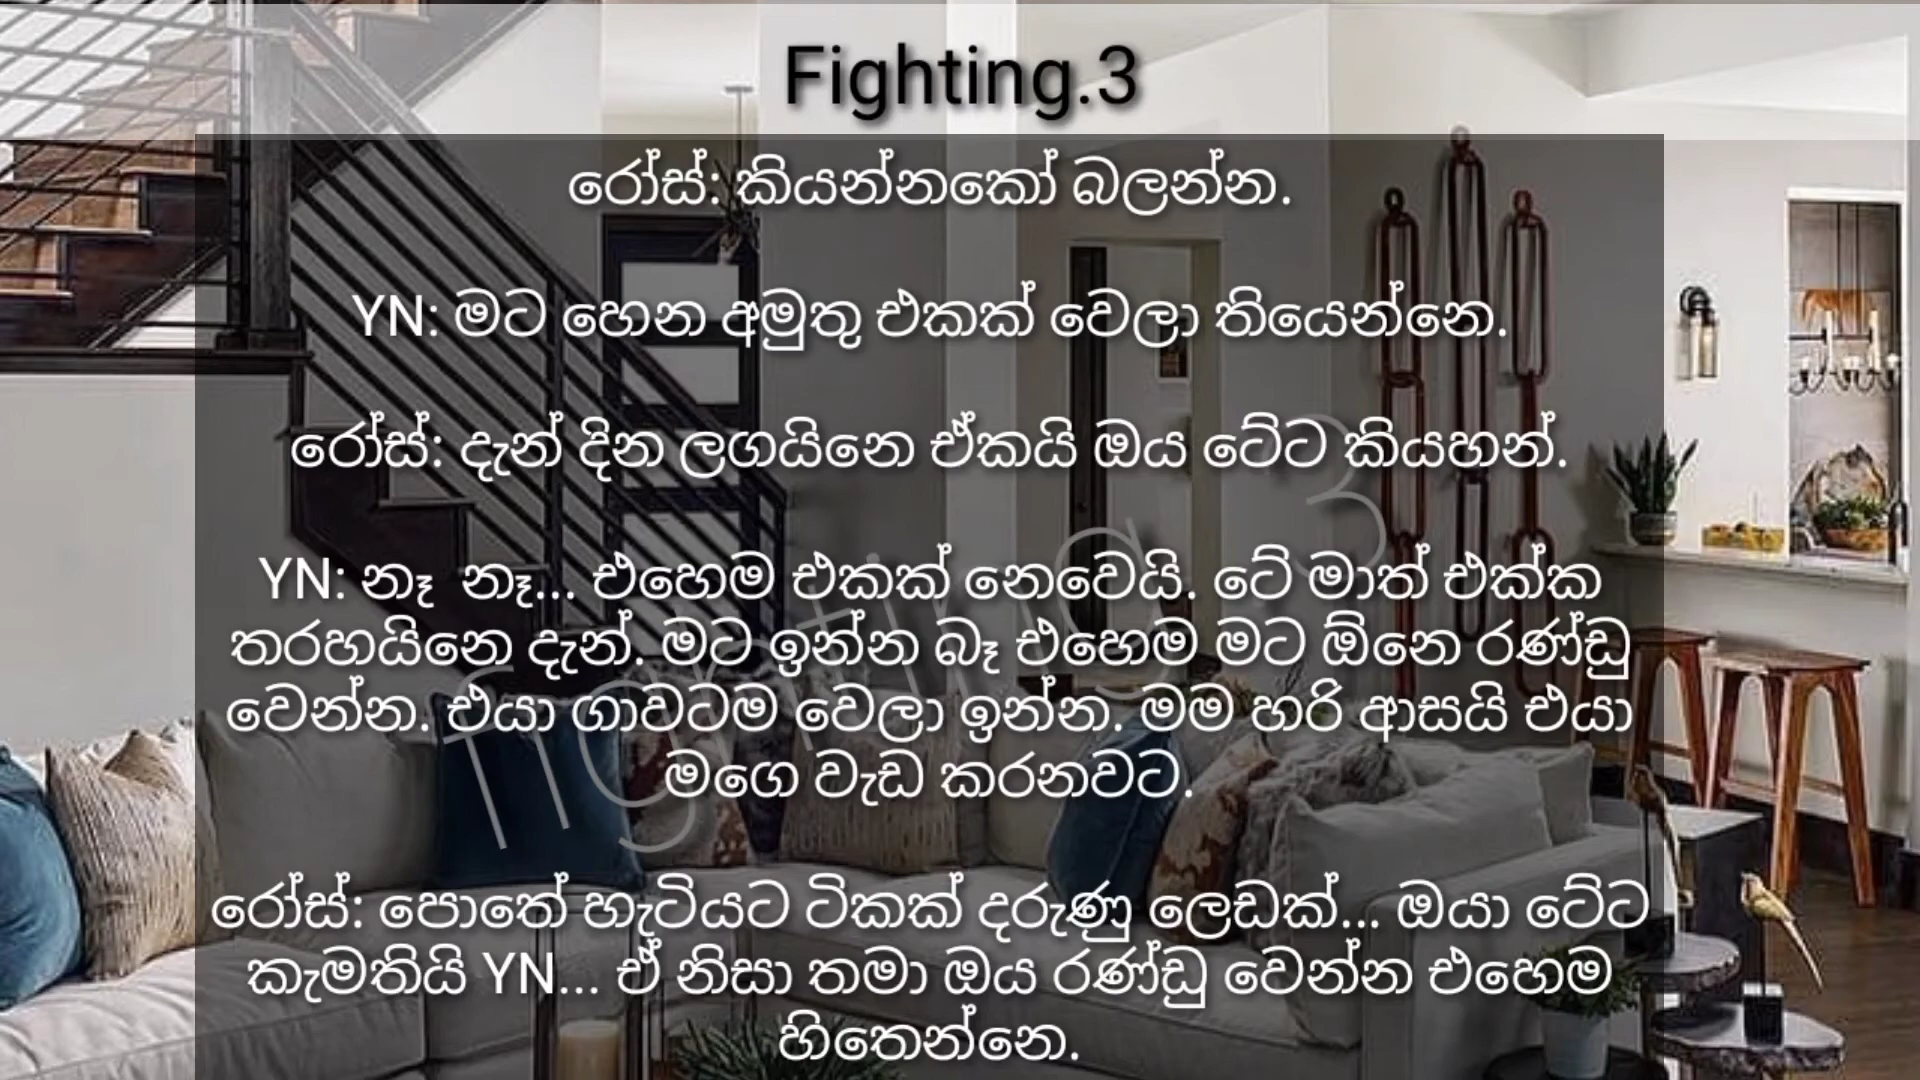 Fighting.3
රෝස්: කියන්නකෝ බලන්න.
YN: මට හෙන අමුතු එකක් වෙලා තියෙන්නෙ.
රෝස්: දැන් දින ලගයිනෙ ඒකයි ඔය ටේට කියහන්.
YN: නෑ නෑ... එහෙම එකක් නෙවෙයි. ටේ මාත් එක්ක
තරහයිනෙ දැන්. මට ඉන්න බෑ එහෙම මට ඕනෙ රණ්ඩු
වෙන්න. එයා ගාවටම වෙලා ඉන්න. මම හරි ආසයි එයා
මගෙ වැඩ කරනවට.
රෝස්: පොතේ හැටියට ටිකක් දරුණු ලෙඩක්... ඔයා ටේට
කැමතියි YN... ඒ නිසා තමා ඔය රණ්ඩු වෙන්න එහෙම
හිතෙන්නෙ.
fighting 3